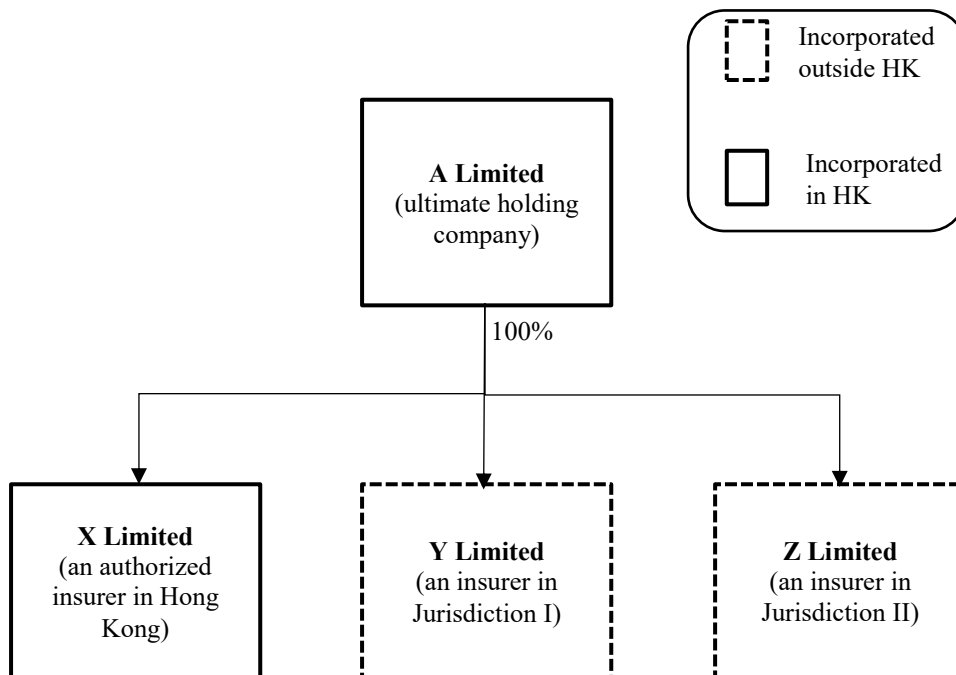 Incorporated
outside HK
Incorporated
in HK
A Limited
(ultimate holding
company)
100%
X Limited
(an authorized
insurer in Hong
Kong)
Y Limited
(an insurer in
Jurisdiction I)
Z Limited
(an insurer in
Jurisdiction II)